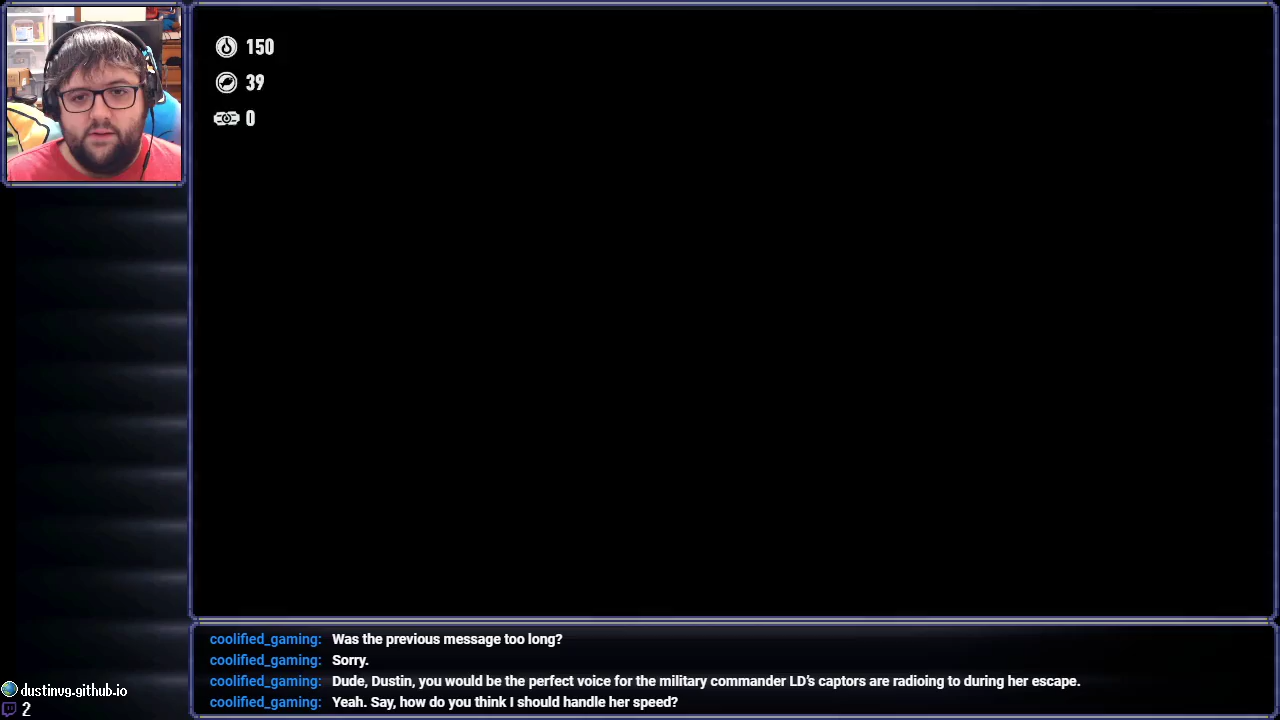 150
39
0
coolified_gaming: Was the previous message too long?
coolified_gaming: Sorry.
coolified_gaming: Dude, Dustin, you would be the perfect voice for the military commander LD's captors are radioing to during her escape.
coolified_gaming: Yeah. Say, how do you think I should handle her speed?
dustinvg.github.io
2